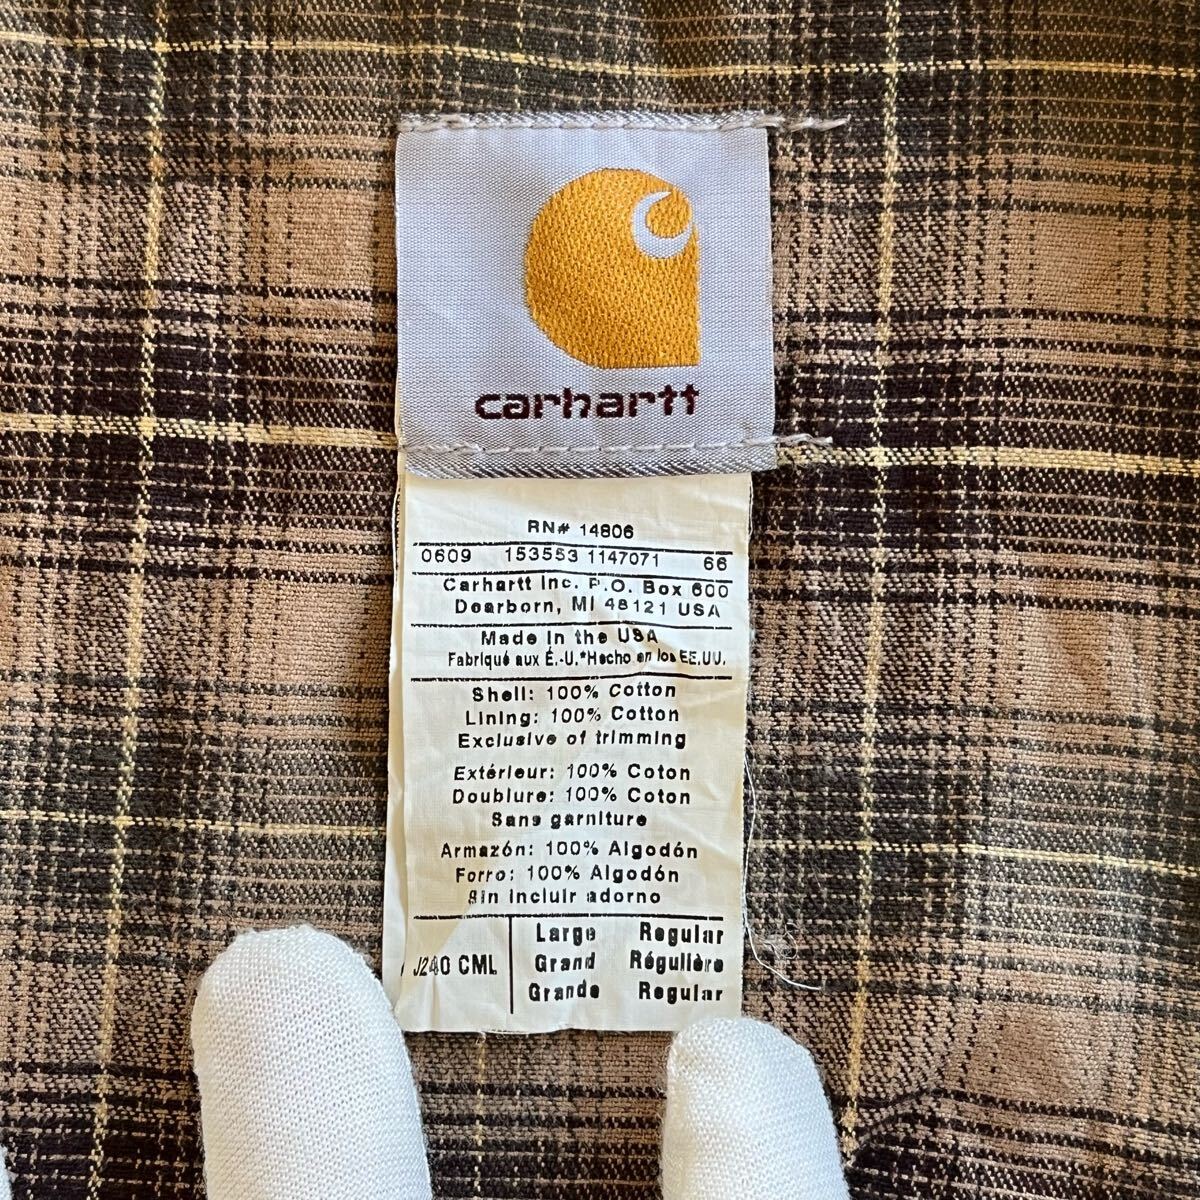 carhartt
RN# 14806
0609 153553 1147071 66
Carhartt Inc. P.O. Box 600
Dearborn, MI 48121 USA
Made In the USA
Fabriqué aux É.-U.*Hecho en los EE.UU.
Shell: 100% Cotton
Lining: 100% Cotton
Exclusive of trimming
Extérieur: 100% Coton
Doublure: 100% Coton
Sans garniture
Armazón: 100% Algodón
Forro: 100% Algodón
Sin incluir adorno
Large Regular
J240 CML Grand Régulière
Grande Regular